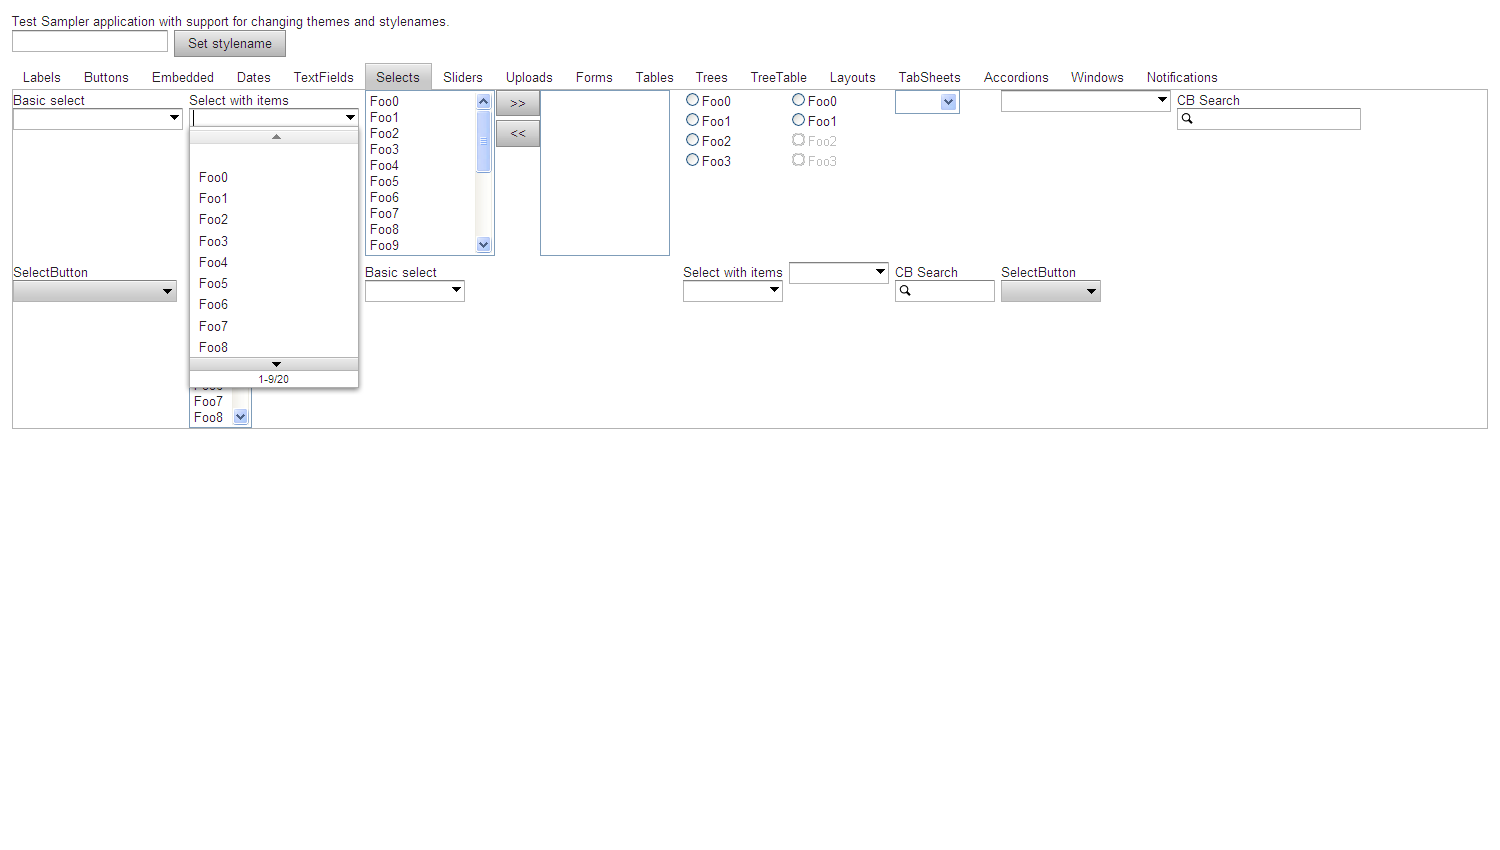 Test Sampler application with support for changing themes and stylenames.
Set stylename
Labels Buttons Embedded Dates TextFields Selects Sliders Uploads Forms Tables Trees TreeTable Layouts TabSheets Accordions Windows Notifications
Basic select
Select with items
Foo0
Foo1
Foo2
Foo3
Foo4
Foo5
Foo6
Foo7
Foo8
1-9/20
Foo0
Foo1
Foo2
Foo3
Foo4
Foo5
Foo6
Foo7
Foo8
Foo9
>>
<<
Foo0
Foo1
Foo2
Foo3
Foo0
Foo1
Foo2
Foo3
CB Search
SelectButton
Basic select
Select with items
CB Search
SelectButton
Foo7
Foo8